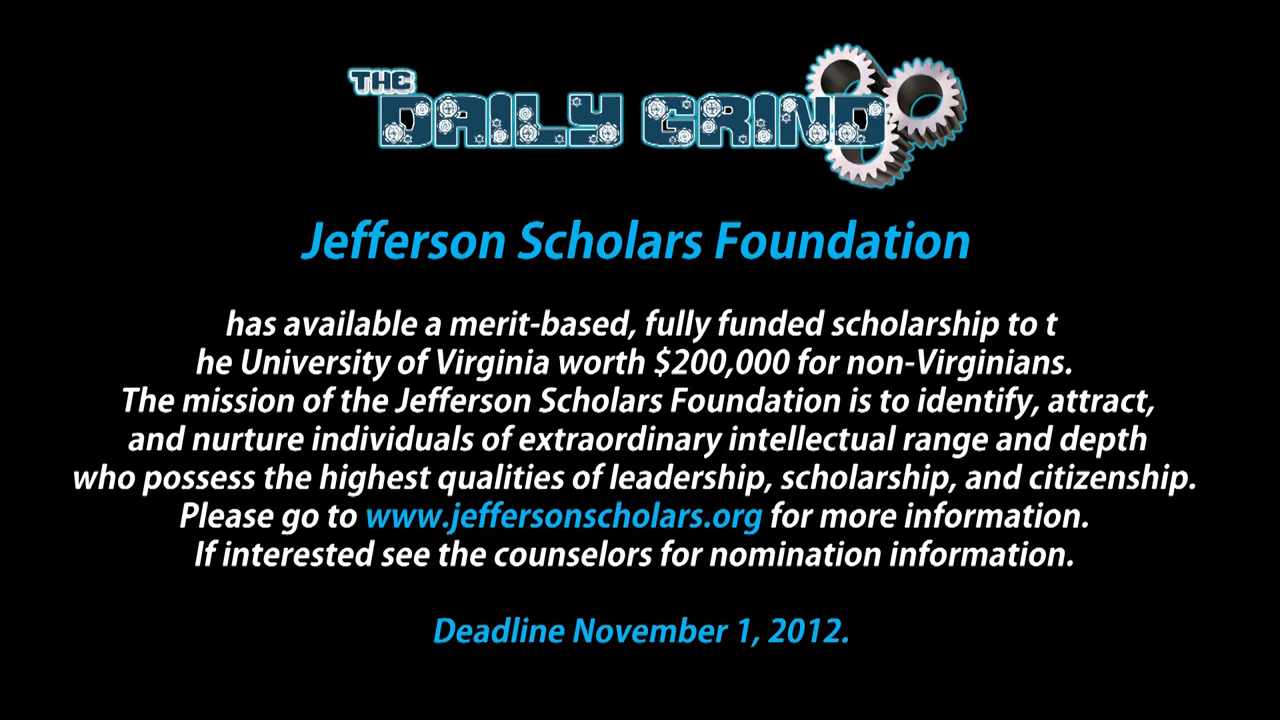 THE
DAILY GRIND
Jefferson Scholars Foundation
has available a merit-based, fully funded scholarship to t
he University of Virginia worth $200,000 for non-Virginians.
The mission of the Jefferson Scholars Foundation is to identify, attract,
and nurture individuals of extraordinary intellectual range and depth
who possess the highest qualities of leadership, scholarship, and citizenship.
Please go to www.jeffersonscholars.org for more information.
If interested see the counselors for nomination information.
Deadline November 1, 2012.